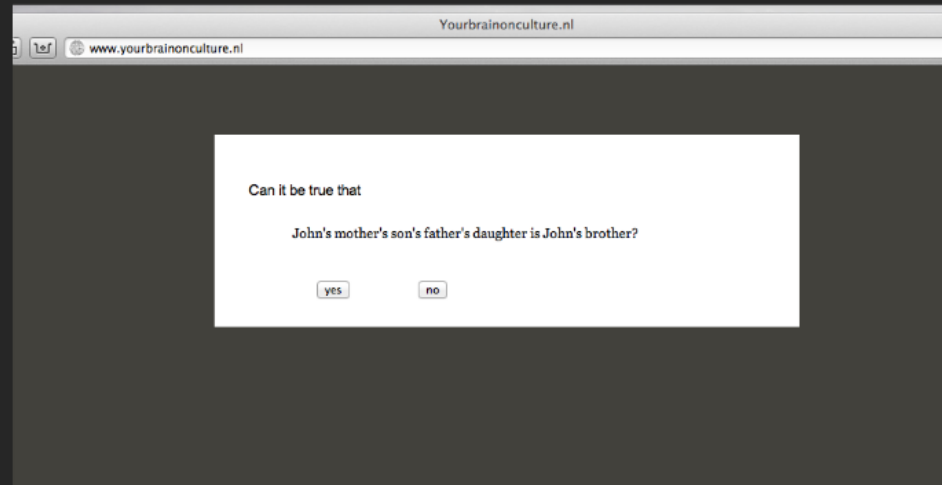 Yourbrainonculture.nl
www.yourbrainonculture.nl
Can it be true that
John's mother's son's father's daughter is John's brother?
yes no